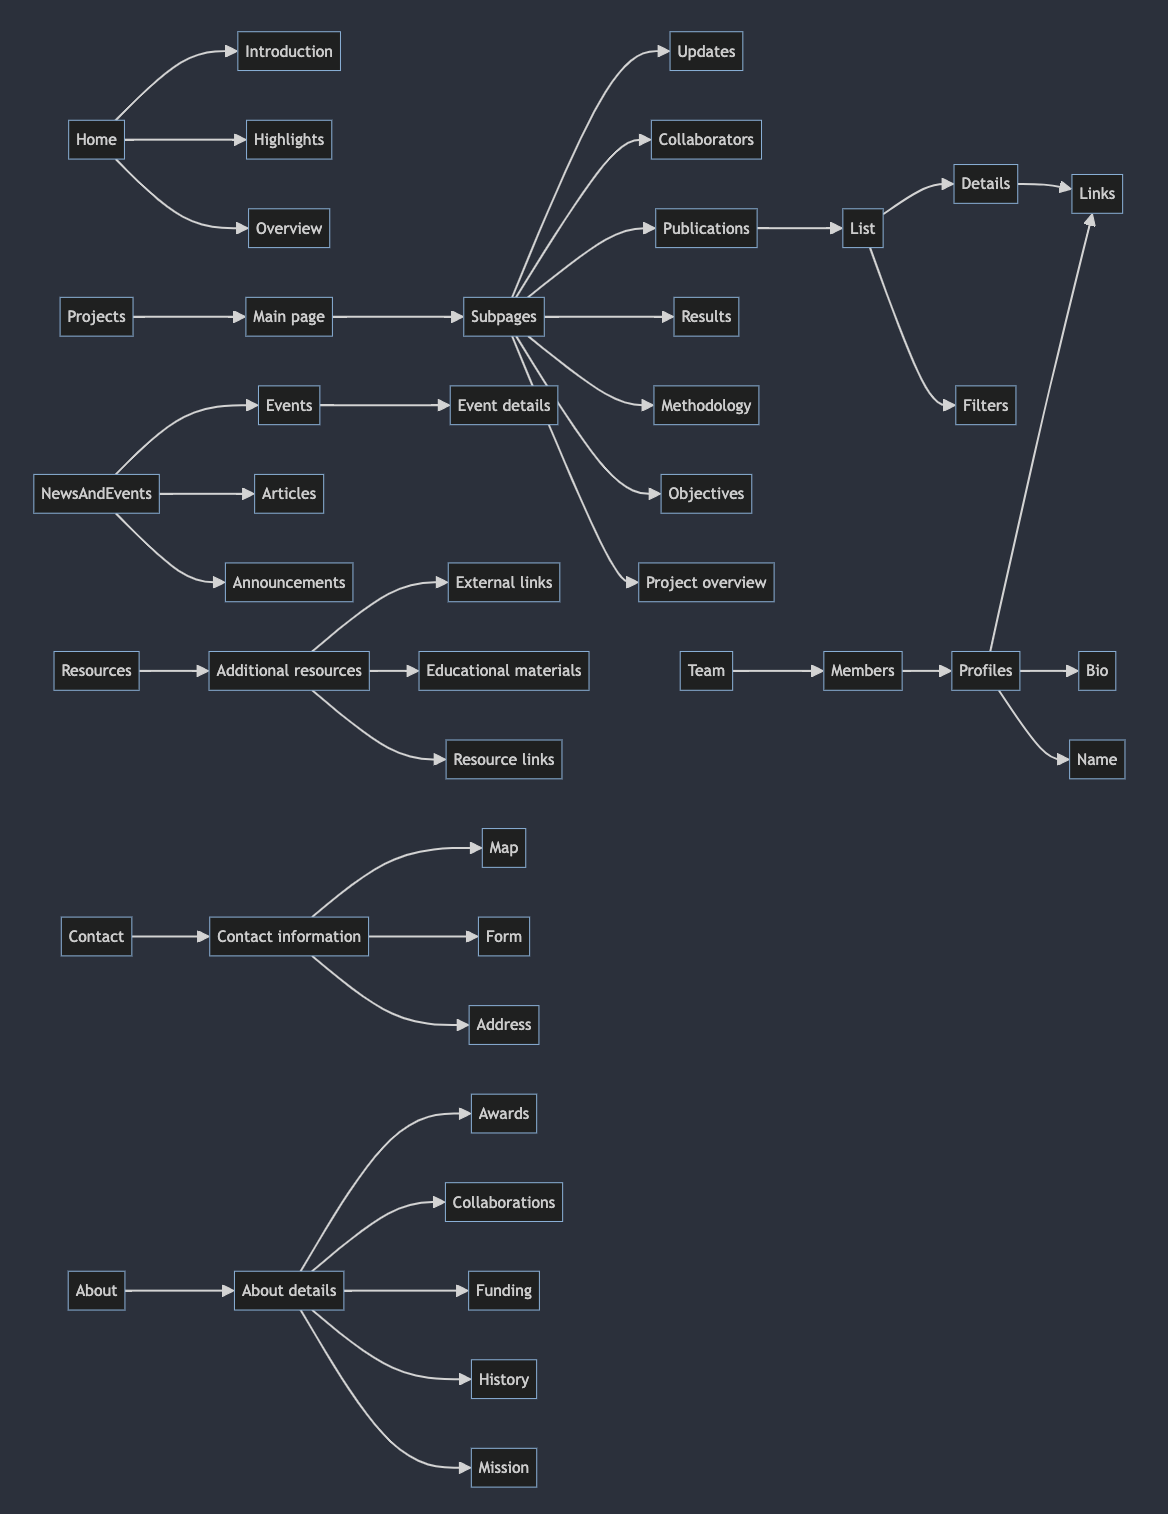 Introduction
Updates
Home
Highlights
Collaborators
Details
Links
Overview
Publications
List
Projects
Main page
Subpages
Results
Events
Event details
Methodology
Filters
NewsAndEvents
Articles
Objectives
Announcements
External links
Project overview
Resources
Additional resources
Educational materials
Team
Members
Profiles
Bio
Resource links
Name
Map
Contact
Contact information
Form
Address
Awards
Collaborations
About
About details
Funding
History
Mission